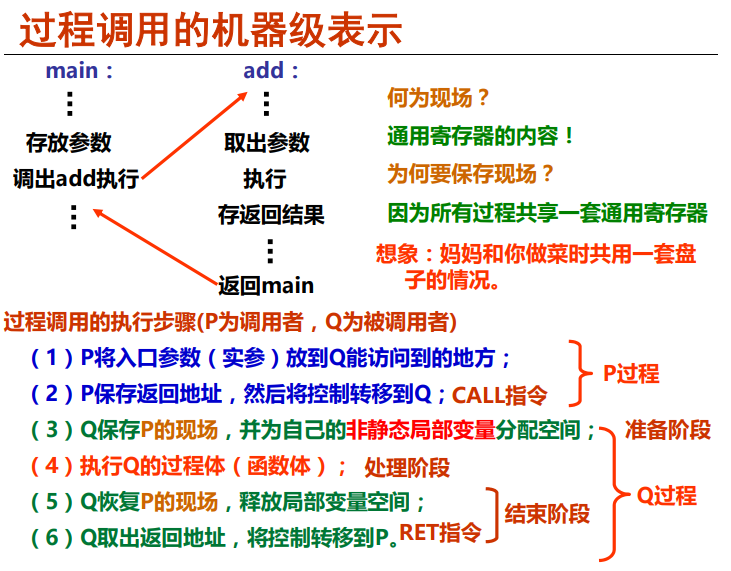 过程调用的机器级表示
main：
add：
存放参数
调出add执行
取出参数
执行
存返回结果
返回main
何为现场？
通用寄存器的内容！
为何要保存现场？
因为所有过程共享一套通用寄存器
想象：妈妈和你做菜时共用一套盘
子的情况。
过程调用的执行步骤(P为调用者，Q为被调用者)
（1）P将入口参数（实参）放到Q能访问到的地方；
（2）P保存返回地址，然后将控制转移到Q；CALL指令
P过程
（3）Q保存P的现场，并为自己的非静态局部变量分配空间； 准备阶段
（4）执行Q的过程体（函数体）； 处理阶段
（5）Q恢复P的现场，释放局部变量空间；
（6）Q取出返回地址，将控制转移到P。RET指令
结束阶段
Q过程